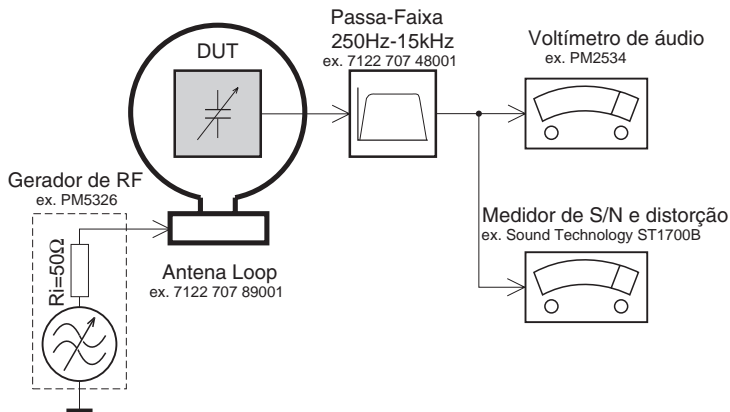 Passa-Faixa
250Hz-15kHz
ex. 7122 707 48001
DUT
Voltímetro de áudio
ex. PM2534
Gerador de RF
ex. PM5326
Ri=50Ω
Antena Loop
ex. 7122 707 89001
Medidor de S/N e distorção
ex. Sound Technology ST1700B